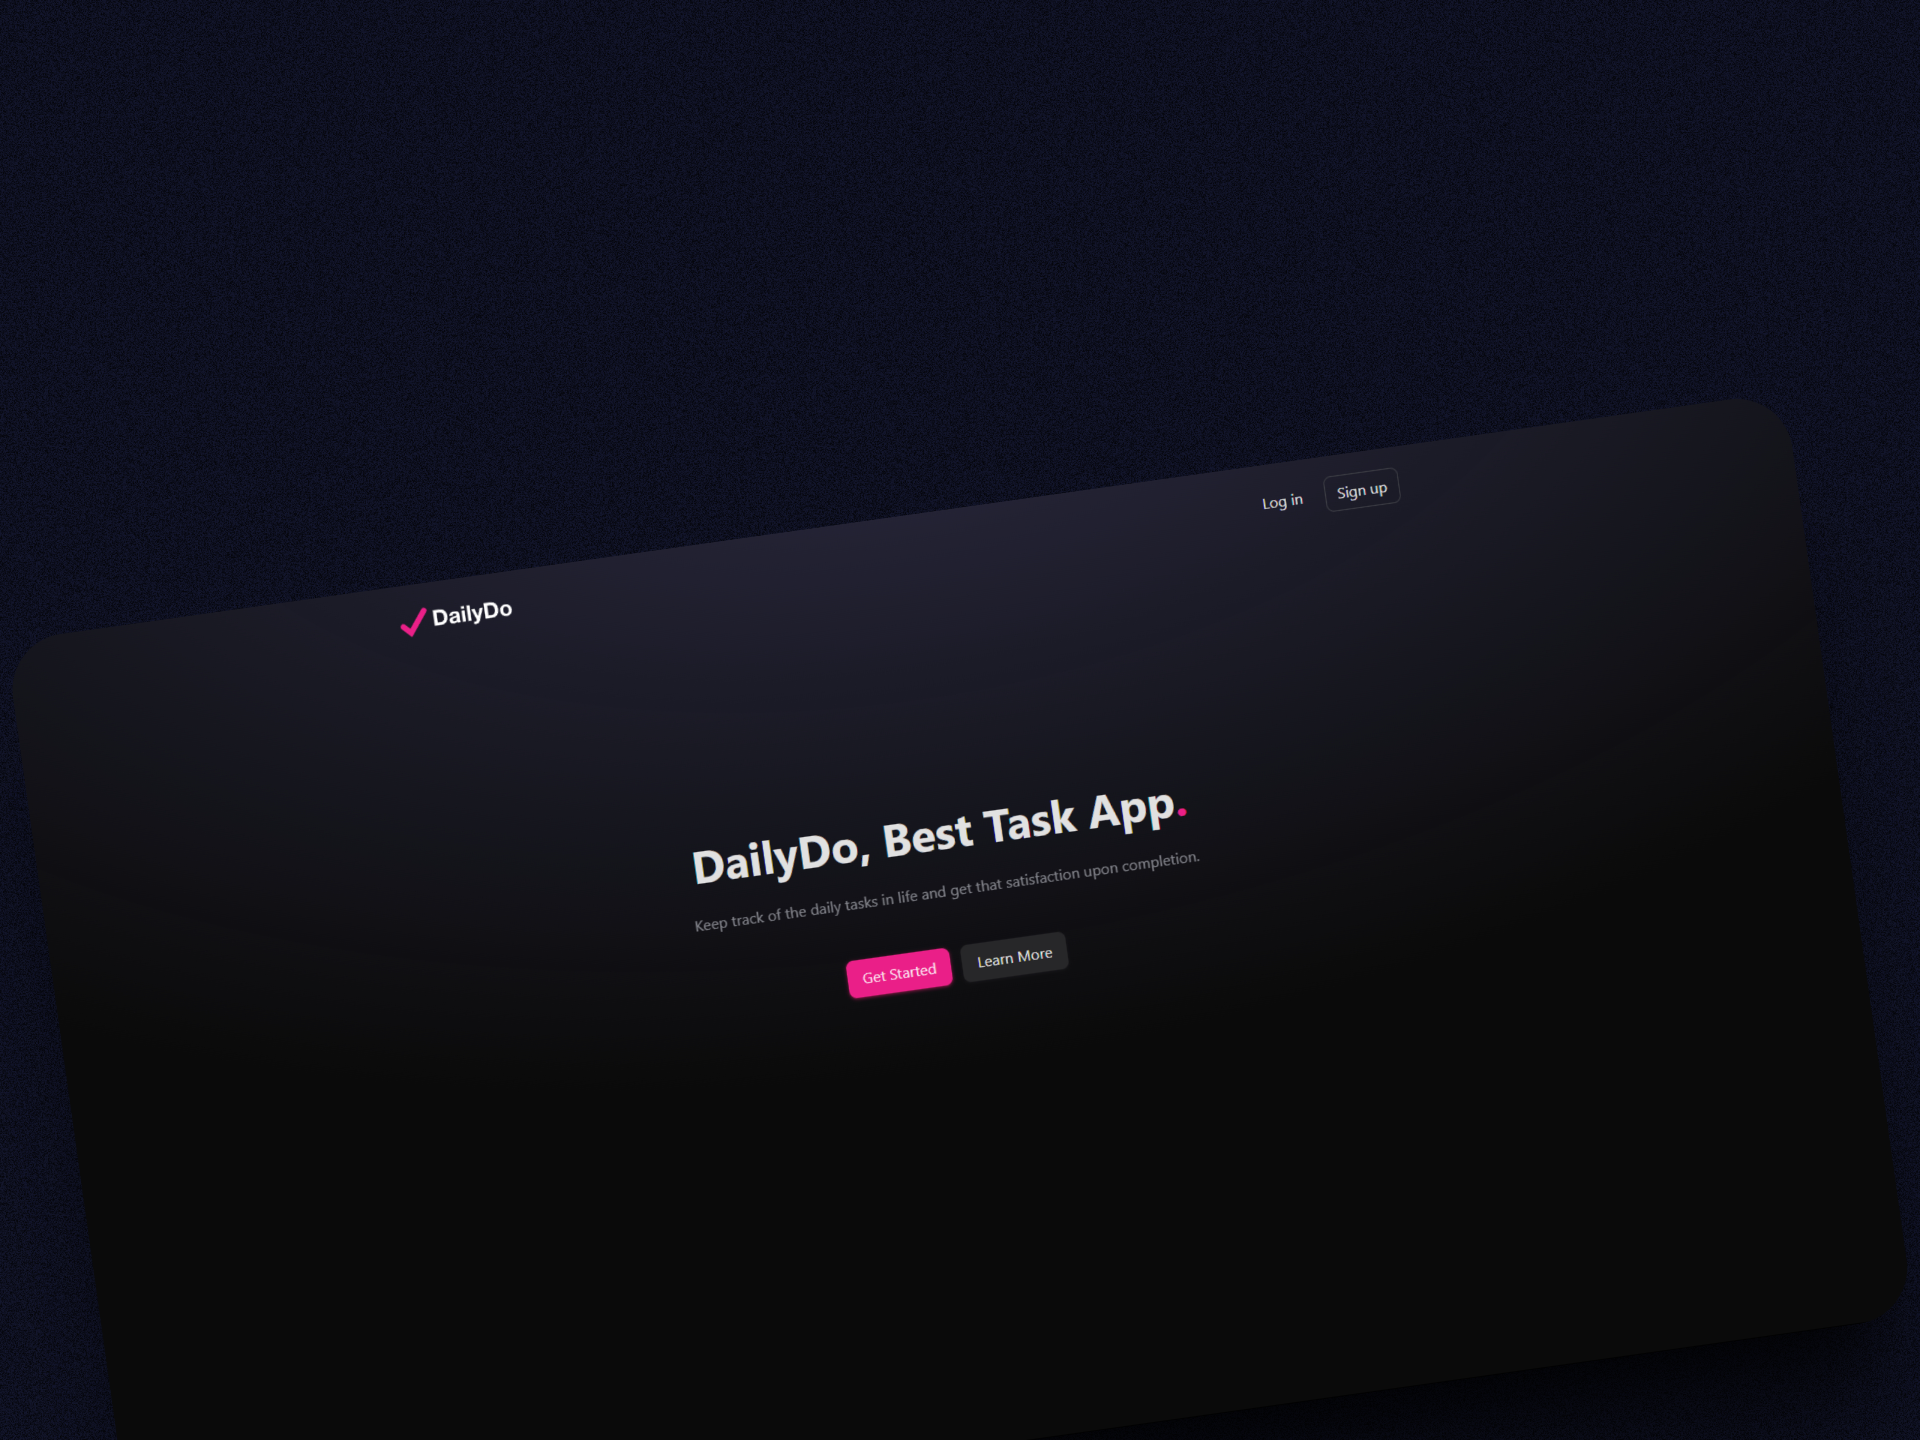 DailyDo
Log in
Sign up
DailyDo, Best Task App.
Keep track of the daily tasks in life and get that satisfaction upon completion.
Get Started
Learn More